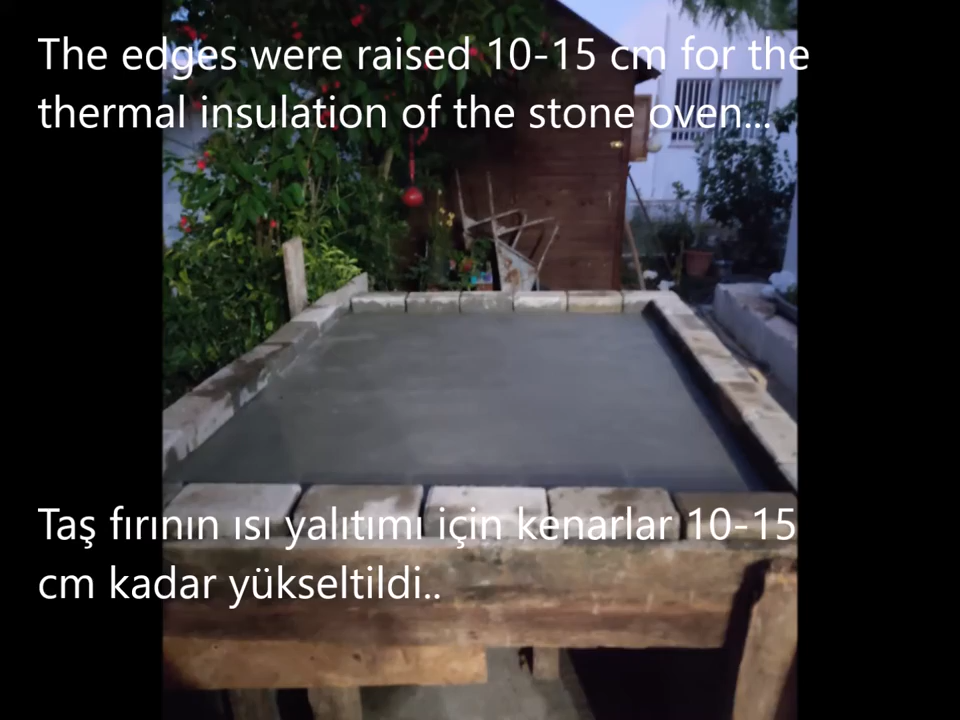 The edges were raised 10-15 cm for the
thermal insulation of the stone oven...
Taş fırının ısı yalıtımı için kenarlar 10-15
cm kadar yükseltildi..